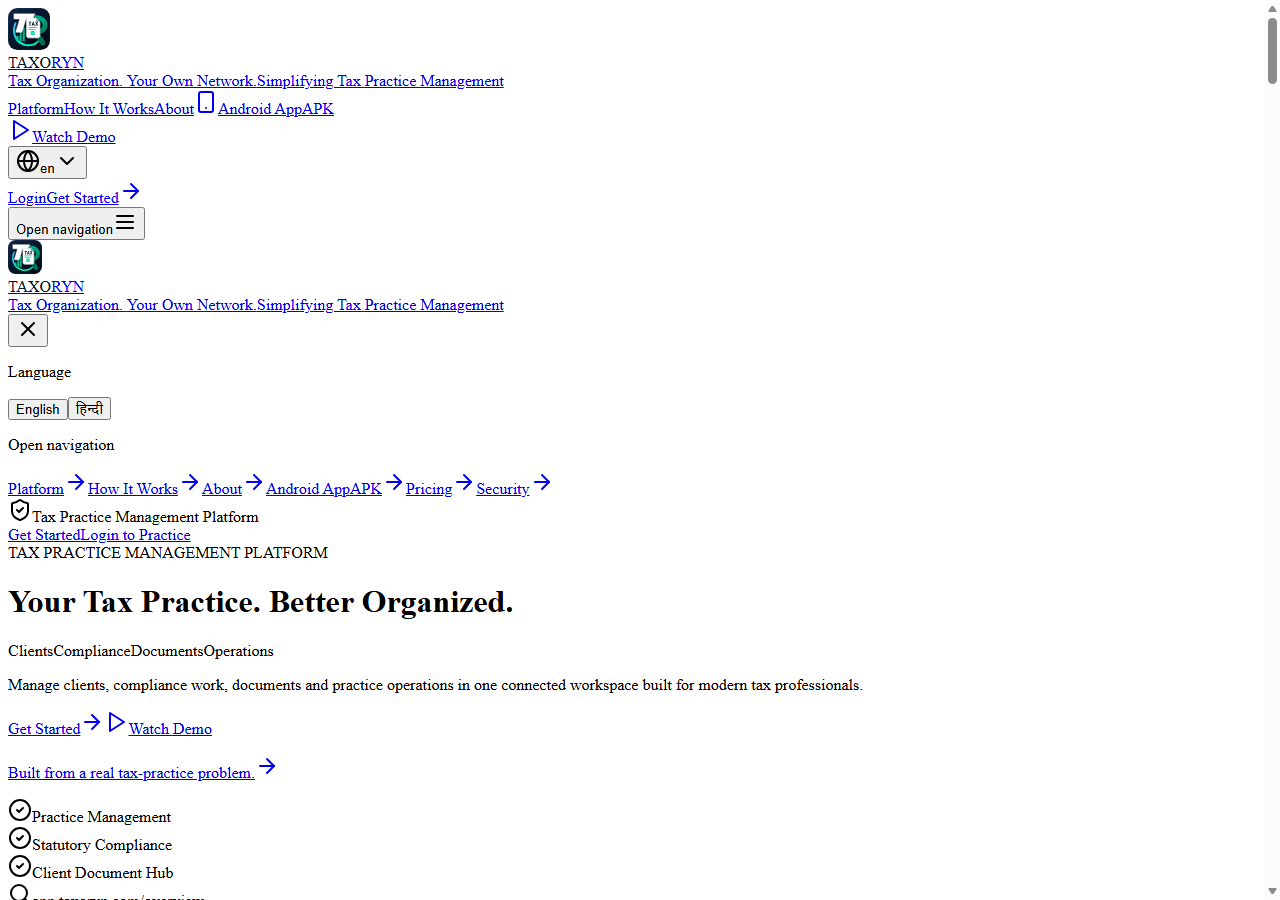 TAXORYN
Tax Organization. Your Own Network.Simplifying Tax Practice Management
PlatformHow It WorksAbout Android AppAPK
Watch Demo
en
LoginGet Started
Open navigation
TAXORYN
Tax Organization. Your Own Network.Simplifying Tax Practice Management
Language
English हिन्दी
Open navigation
Platform How It Works About Android AppAPK Pricing Security
Tax Practice Management Platform
Get StartedLogin to Practice
TAX PRACTICE MANAGEMENT PLATFORM
Your Tax Practice. Better Organized.
ClientsComplianceDocumentsOperations
Manage clients, compliance work, documents and practice operations in one connected workspace built for modern tax professionals.
Get Started Watch Demo
Built from a real tax-practice problem.
Practice Management
Statutory Compliance
Client Document Hub
app.taxoryn.com/overview